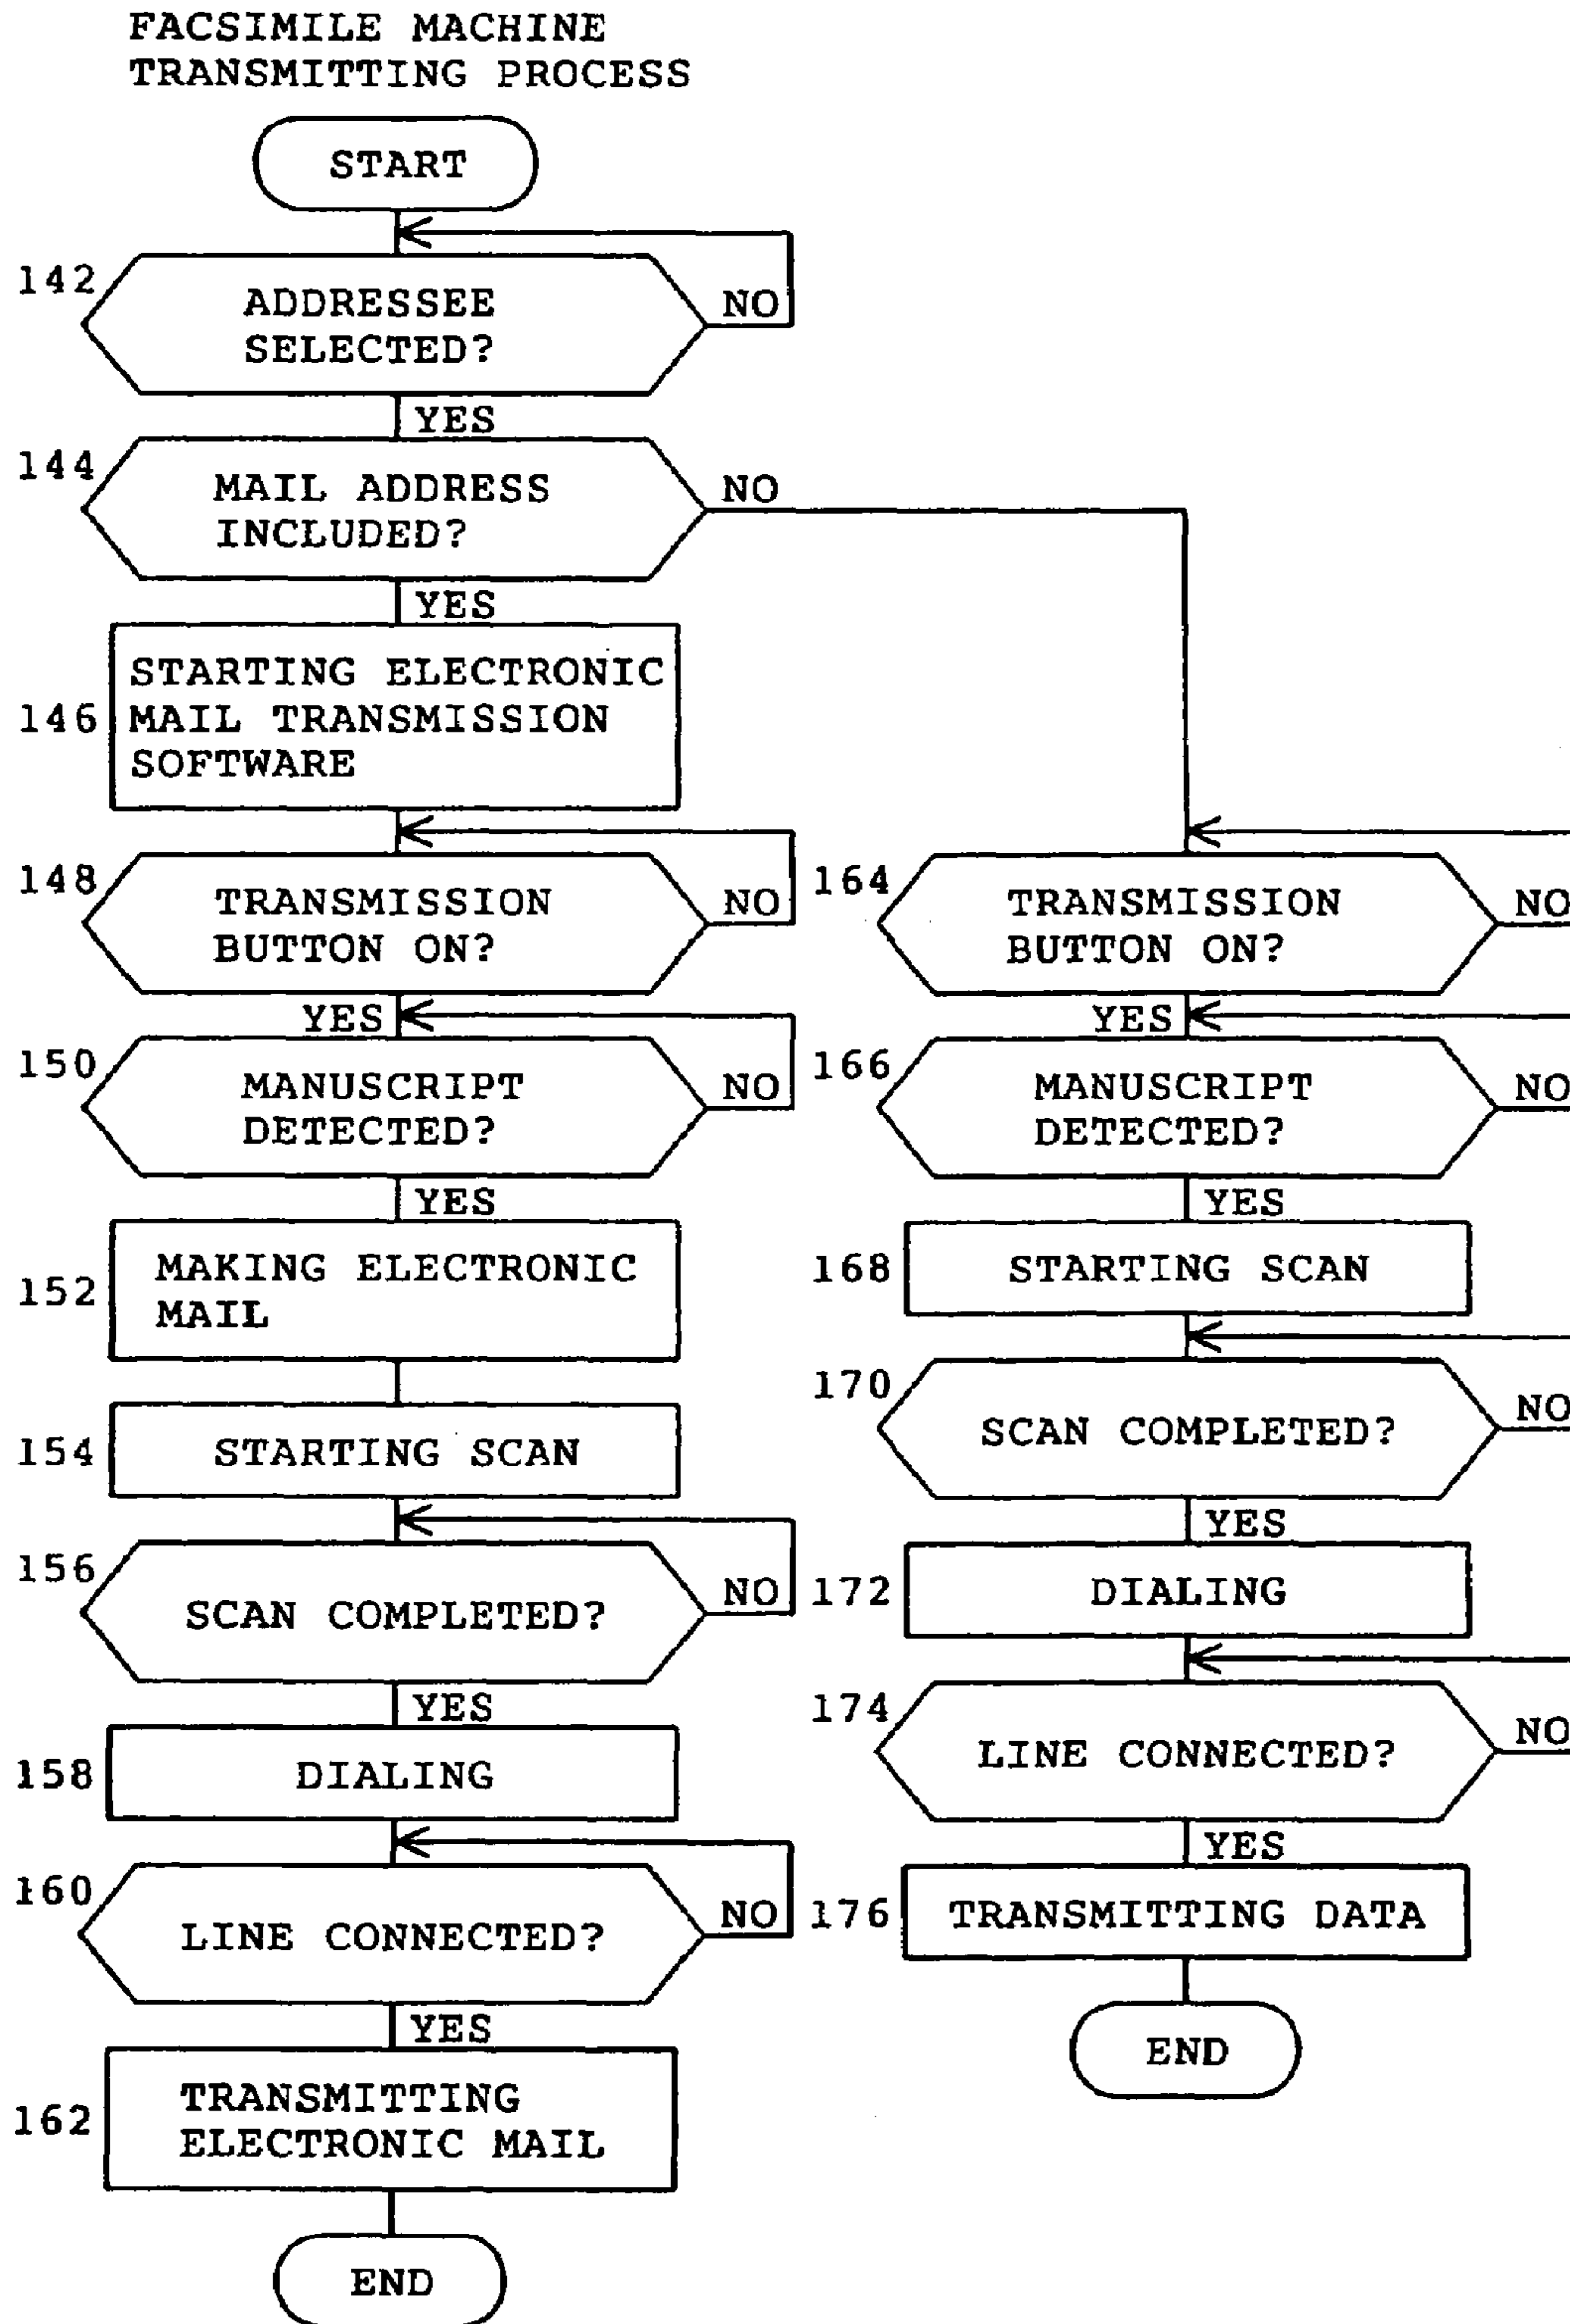 FACSIMILE MACHINE
TRANSMITTING PROCESS
START
142
ADDRESSEE
SELECTED?
NO
YES
144
MAIL ADDRESS
INCLUDED?
NO
YES
146
STARTING ELECTRONIC
MAIL TRANSMISSION
SOFTWARE
148
TRANSMISSION
BUTTON ON?
NO
YES
150
MANUSCRIPT
DETECTED?
NO
YES
152
MAKING ELECTRONIC
MAIL
154
STARTING SCAN
156
SCAN COMPLETED?
NO
YES
158
DIALING
160
LINE CONNECTED?
NO
YES
162
TRANSMITTING
ELECTRONIC MAIL
END
164
TRANSMISSION
BUTTON ON?
NO
YES
166
MANUSCRIPT
DETECTED?
NO
YES
168
STARTING SCAN
170
SCAN COMPLETED?
NO
YES
172
DIALING
174
LINE CONNECTED?
NO
YES
176
TRANSMITTING DATA
END